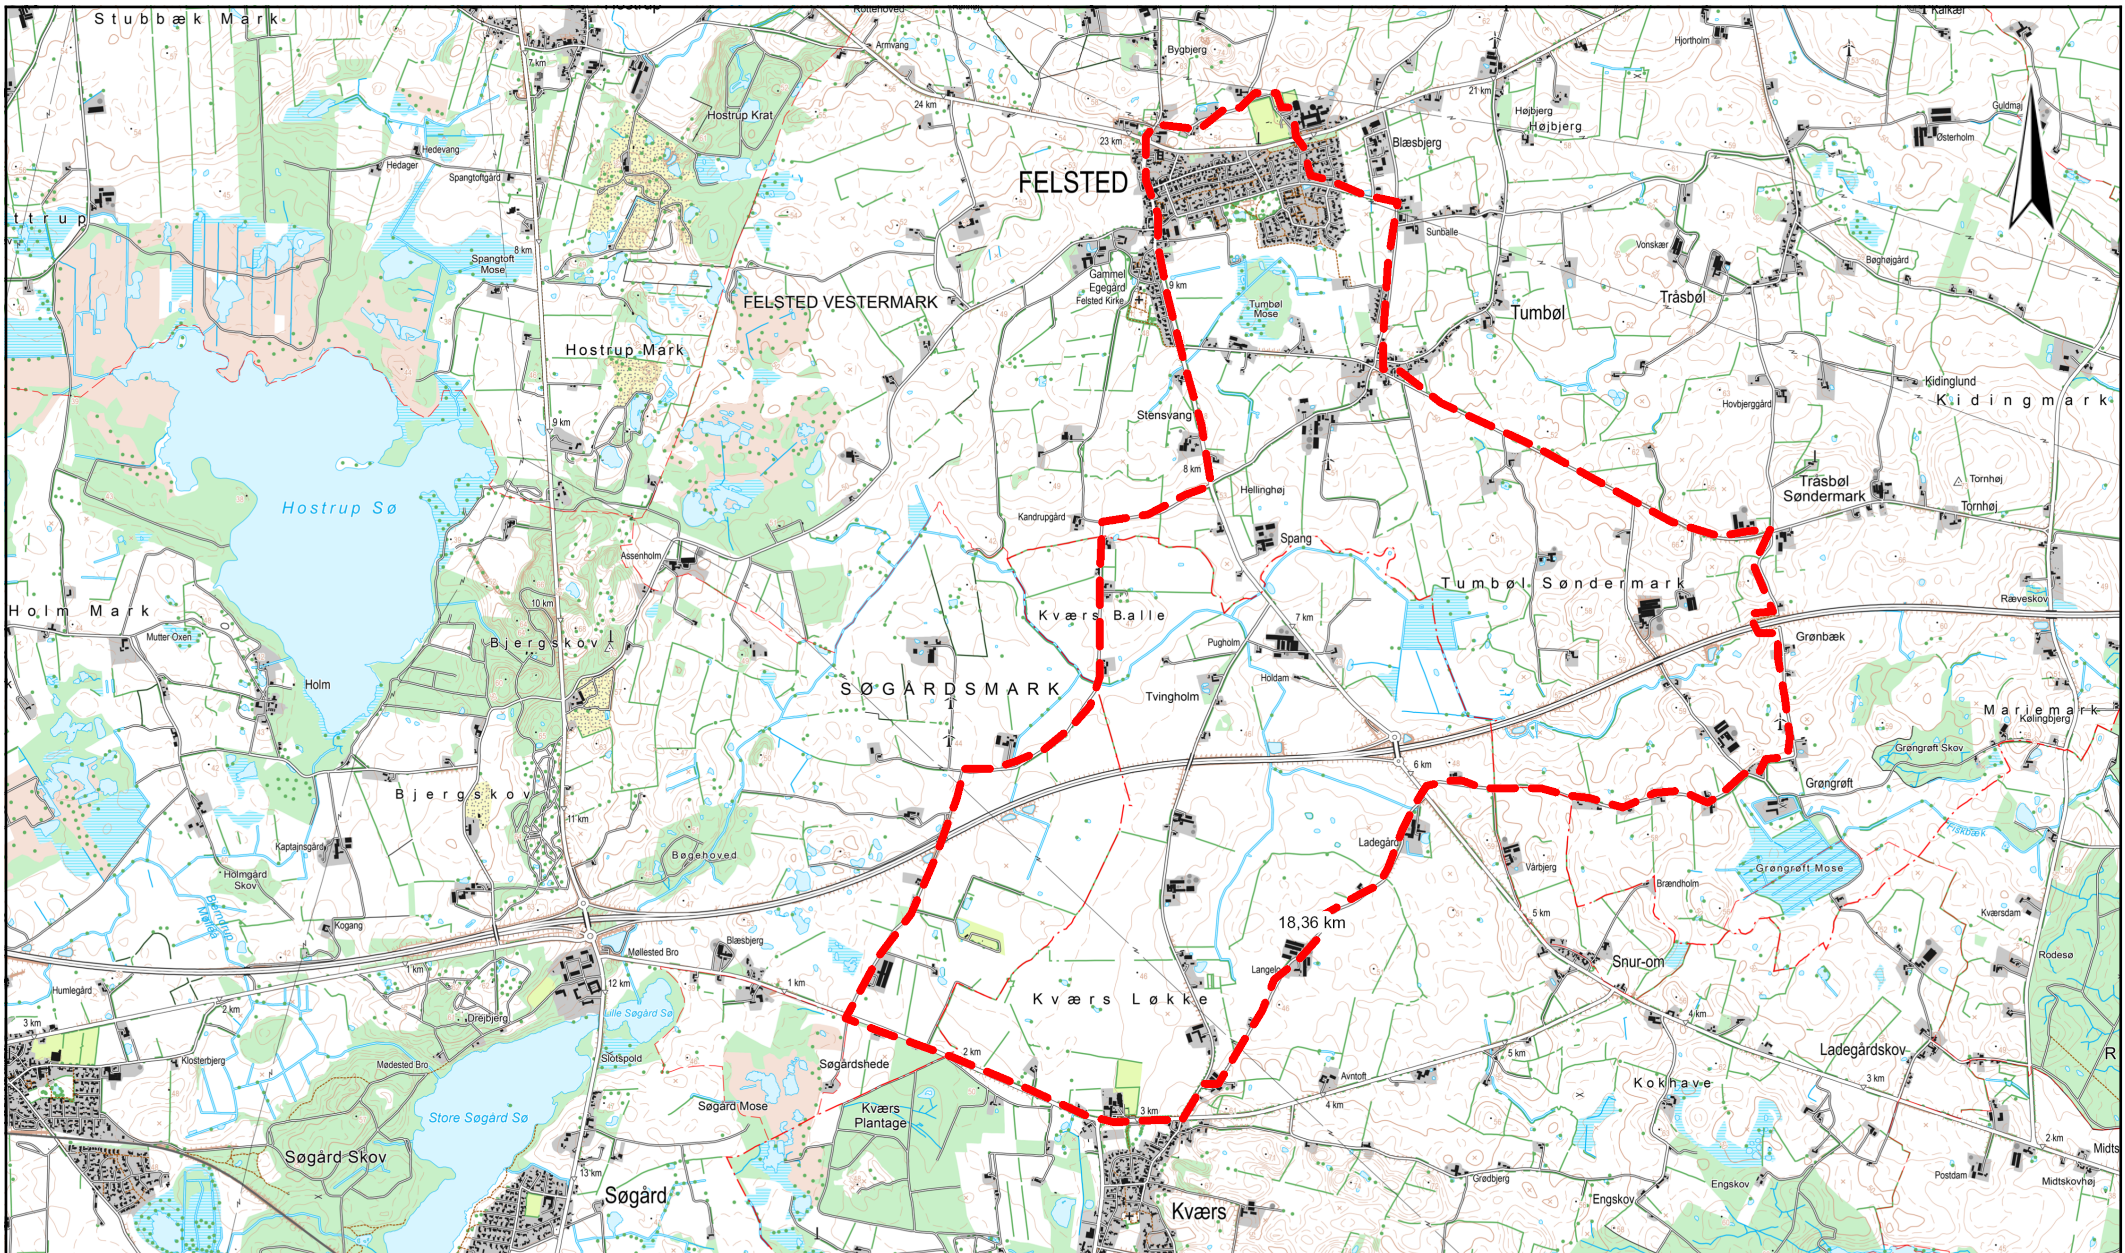 Stubbæk Mark
Hostrup
Rottehoved
Kalkær
Armvang
Bygbjerg
Hjortholm
7 km
24 km
21 km
Højbjerg
Højbjerg
Guldmaj
Østerholm
Hostrup Krat
23 km
Blæsbjerg
Hedevang
Hedager
Spangtoftgård
FELSTED
ttrup
8 km
Spangtoft
Mose
Sunballe
Vonskær
Bøghøjgård
Gammel
Egegård
Felsted Kirke
9 km
Tumbøl
Mose
FELSTED VESTERMARK
Tråsbøl
Tumbøl
Hostrup Mark
Kidinglund
Kidingmark
Hovbjerggård
Stensvang
9 km
8 km
Hellinghøj
Tråsbøl
Søndermark
Tornhøj
Tornhøj
Hostrup Sø
Kandrupgård
Spang
Assenholm
Tumbøl Søndermark
Holm Mark
10 km
Kværs Balle
7 km
Ræveskov
Mutter Oxen
Bjergskov
Pugholm
Grønbæk
Holm
SØGÅRDSMARK
Holdam
Tvingholm
Mariemark
Kølingbjerg
Grøngrøft Skov
6 km
Grøngrøft
Bjergskov
11 km
Kaptajnsgård
Bøgehoved
Ladegård
Fiskbæk
Holmgård
Skov
Vårbjerg
Grøngrøft Mose
Brændholm
Bjerndrup
Mølleå
Kogang
18,36 km
5 km
Kværsdam
Blæsbjerg
Møllested Bro
Snur-om
Rodesø
1 km
Langelo
Humlegård
12 km
1 km
2 km
Kværs Løkke
Drejbjerg
Lille Søgård Sø
4 km
3 km
Klosterbjerg
Slotspold
2 km
5 km
Ladegårdskov
R
Mødested Bro
Søgårdshede
Avntoft
Kokhave
3 km
Søgård Mose
Kværs
Plantage
3 km
4 km
Store Søgård Sø
2 km
Midts
Søgård Skov
13 km
Grødbjerg
Engskov
Engskov
Postdam
Midtskovhøj
Søgård
Kværs